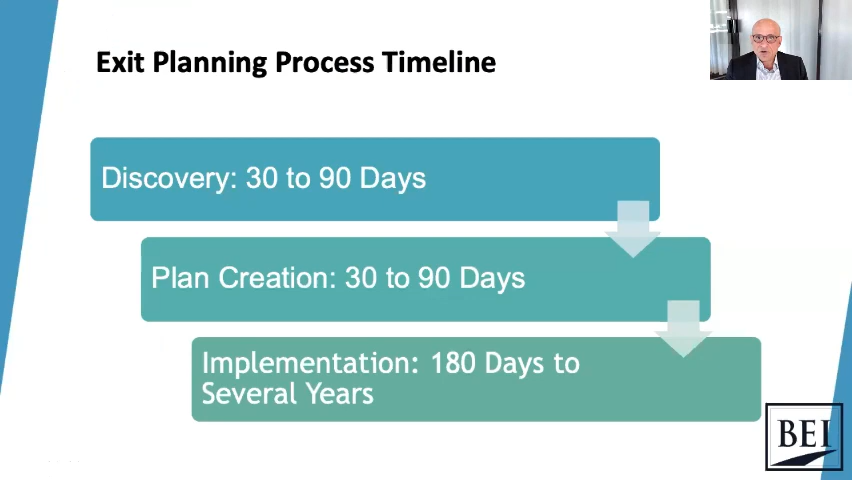 Exit Planning Process Timeline
Discovery: 30 to 90 Days
Plan Creation: 30 to 90 Days
Implementation: 180 Days to
Several Years
BEI